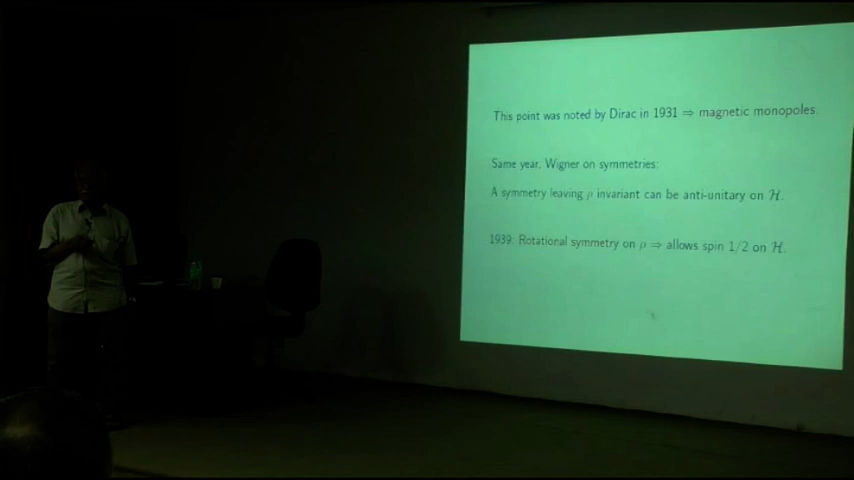 This point was noted by Dirac in 1931 ⇒ magnetic monopoles.
Same year, Wigner on symmetries:
A symmetry leaving ρ invariant can be anti-unitary on ℋ.
1939: Rotational symmetry on ρ ⇒ allows spin 1/2 on ℋ.